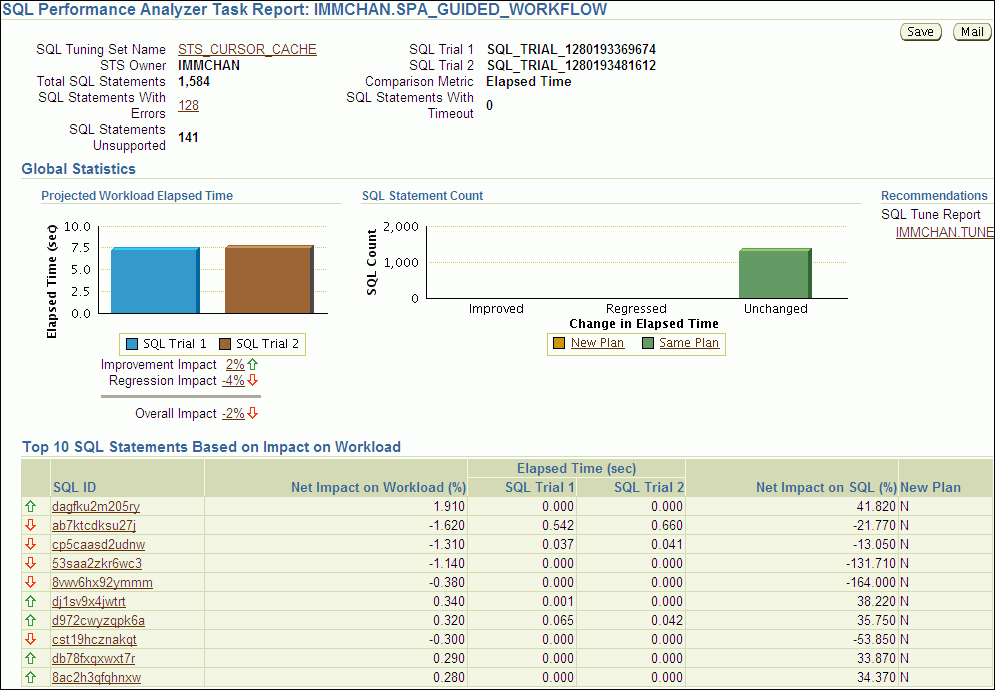 SQL Performance Analyzer Task Report: IMMCHAN.SPA_GUIDED_WORKFLOW
Save Mail
SQL Tuning Set Name STS_CURSOR_CACHE
STS Owner IMMCHAN
Total SQL Statements 1,584
SQL Statements With
Errors 128
SQL Statements
Unsupported 141
SQL Trial 1 SQL_TRIAL_1280193369674
SQL Trial 2 SQL_TRIAL_1280193481612
Comparison Metric Elapsed Time
SQL Statements With
Timeout 0
Global Statistics
Projected Workload Elapsed Time
Elapsed Time (sec)
10.0
7.5
5.0
2.5
0.0
SQL Trial 1 SQL Trial 2
Improvement Impact 2%
Regression Impact -4%
Overall Impact -2%
SQL Statement Count
SQL Count
2,000
1,000
0
Improved Regressed Unchanged
Change in Elapsed Time
New Plan Same Plan
Recommendations
SQL Tune Report
IMMCHAN.TUNE
Top 10 SQL Statements Based on Impact on Workload
Elapsed Time (sec)
SQL ID Net Impact on Workload (%) SQL Trial 1 SQL Trial 2 Net Impact on SQL (%) New Plan
dagfku2m205ry 1.910 0.000 0.000 41.820 N
ab7ktcdksu27j -1.620 0.542 0.660 -21.770 N
cp5caasd2udnw -1.310 0.037 0.041 -13.050 N
53saa2zkr6wc3 -1.140 0.000 0.000 -131.710 N
8vwv6hx92ymmm -0.380 0.000 0.000 -164.000 N
dj1sv9x4jwtrt 0.340 0.001 0.000 38.220 N
d972cwyzqpk6a 0.320 0.065 0.042 35.750 N
cst19hcznakqt -0.300 0.000 0.000 -53.850 N
db78fxqxwxt7r 0.290 0.000 0.000 33.870 N
8ac2h3qfqhnxw 0.280 0.000 0.000 34.370 N